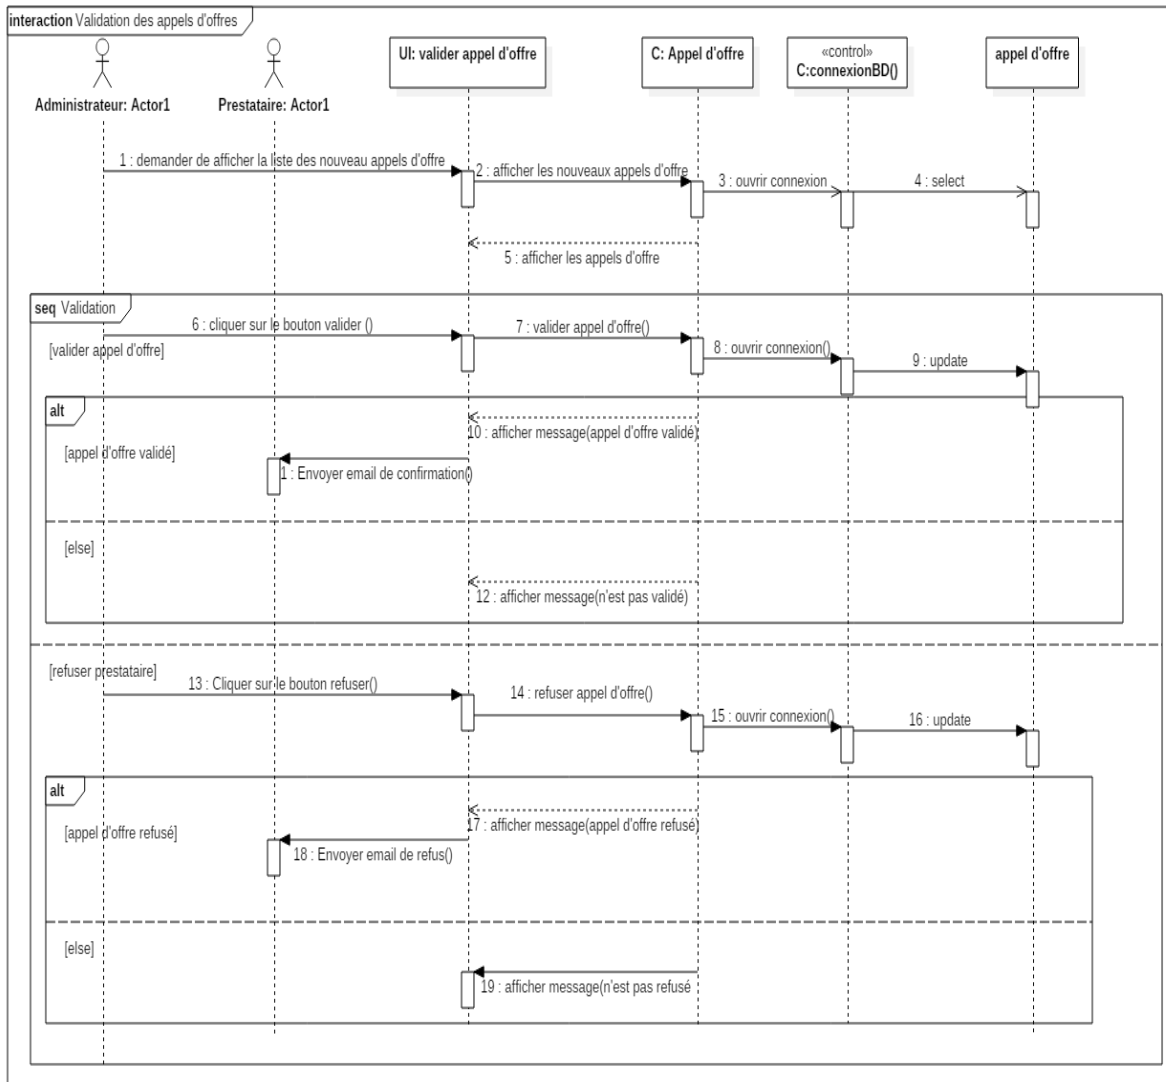 interaction Validation des appels d'offres
Administrateur: Actor1
Prestataire: Actor1
UI: valider appel d'offre
C: Appel d'offre
«control»
C:connexionBD()
appel d'offre
1 : demander de afficher la liste des nouveau appels d'offre
2 : afficher les nouveaux appels d'offre
3 : ouvrir connexion
4 : select
5 : afficher les appels d'offre
seq Validation
6 : cliquer sur le bouton valider ()
7 : valider appel d'offre()
[valider appel d'offre]
8 : ouvrir connexion()
9 : update
alt
10 : afficher message(appel d'offre validé)
[appel d'offre validé]
1 : Envoyer email de confirmation()
[else]
12 : afficher message(n'est pas validé)
[refuser prestataire]
13 : Cliquer sur le bouton refuser()
14 : refuser appel d'offre()
15 : ouvrir connexion()
16 : update
alt
17 : afficher message(appel d'offre refusé)
[appel d'offre refusé]
18 : Envoyer email de refus()
[else]
19 : afficher message(n'est pas refusé